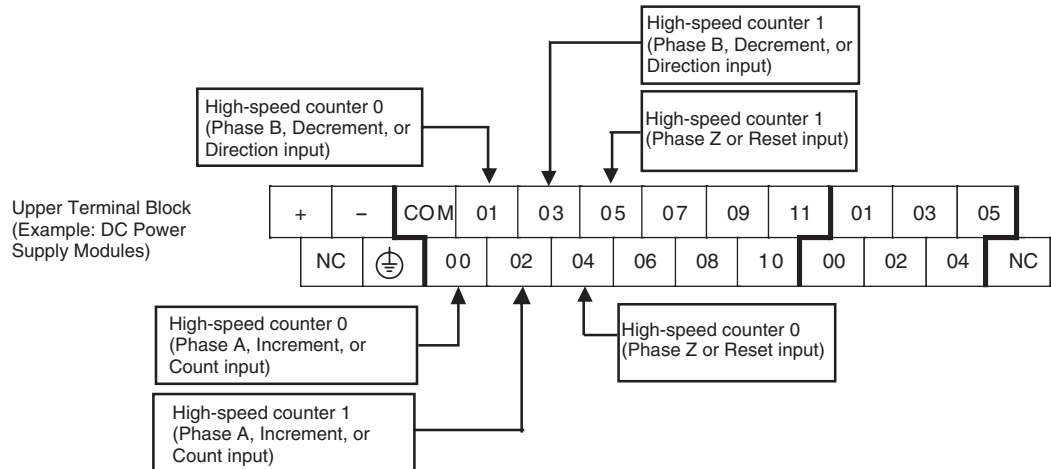 High-speed counter 1
(Phase B, Decrement, or
Direction input)
High-speed counter 0
(Phase B, Decrement, or
Direction input)
High-speed counter 1
(Phase Z or Reset input)
Upper Terminal Block
(Example: DC Power
Supply Modules)
+ − COM 01 03 05 07 09 11 01 03 05
NC 00 02 04 06 08 10 00 02 04 NC
High-speed counter 0
(Phase A, Increment, or
Count input)
High-speed counter 0
(Phase Z or Reset input)
High-speed counter 1
(Phase A, Increment, or
Count input)